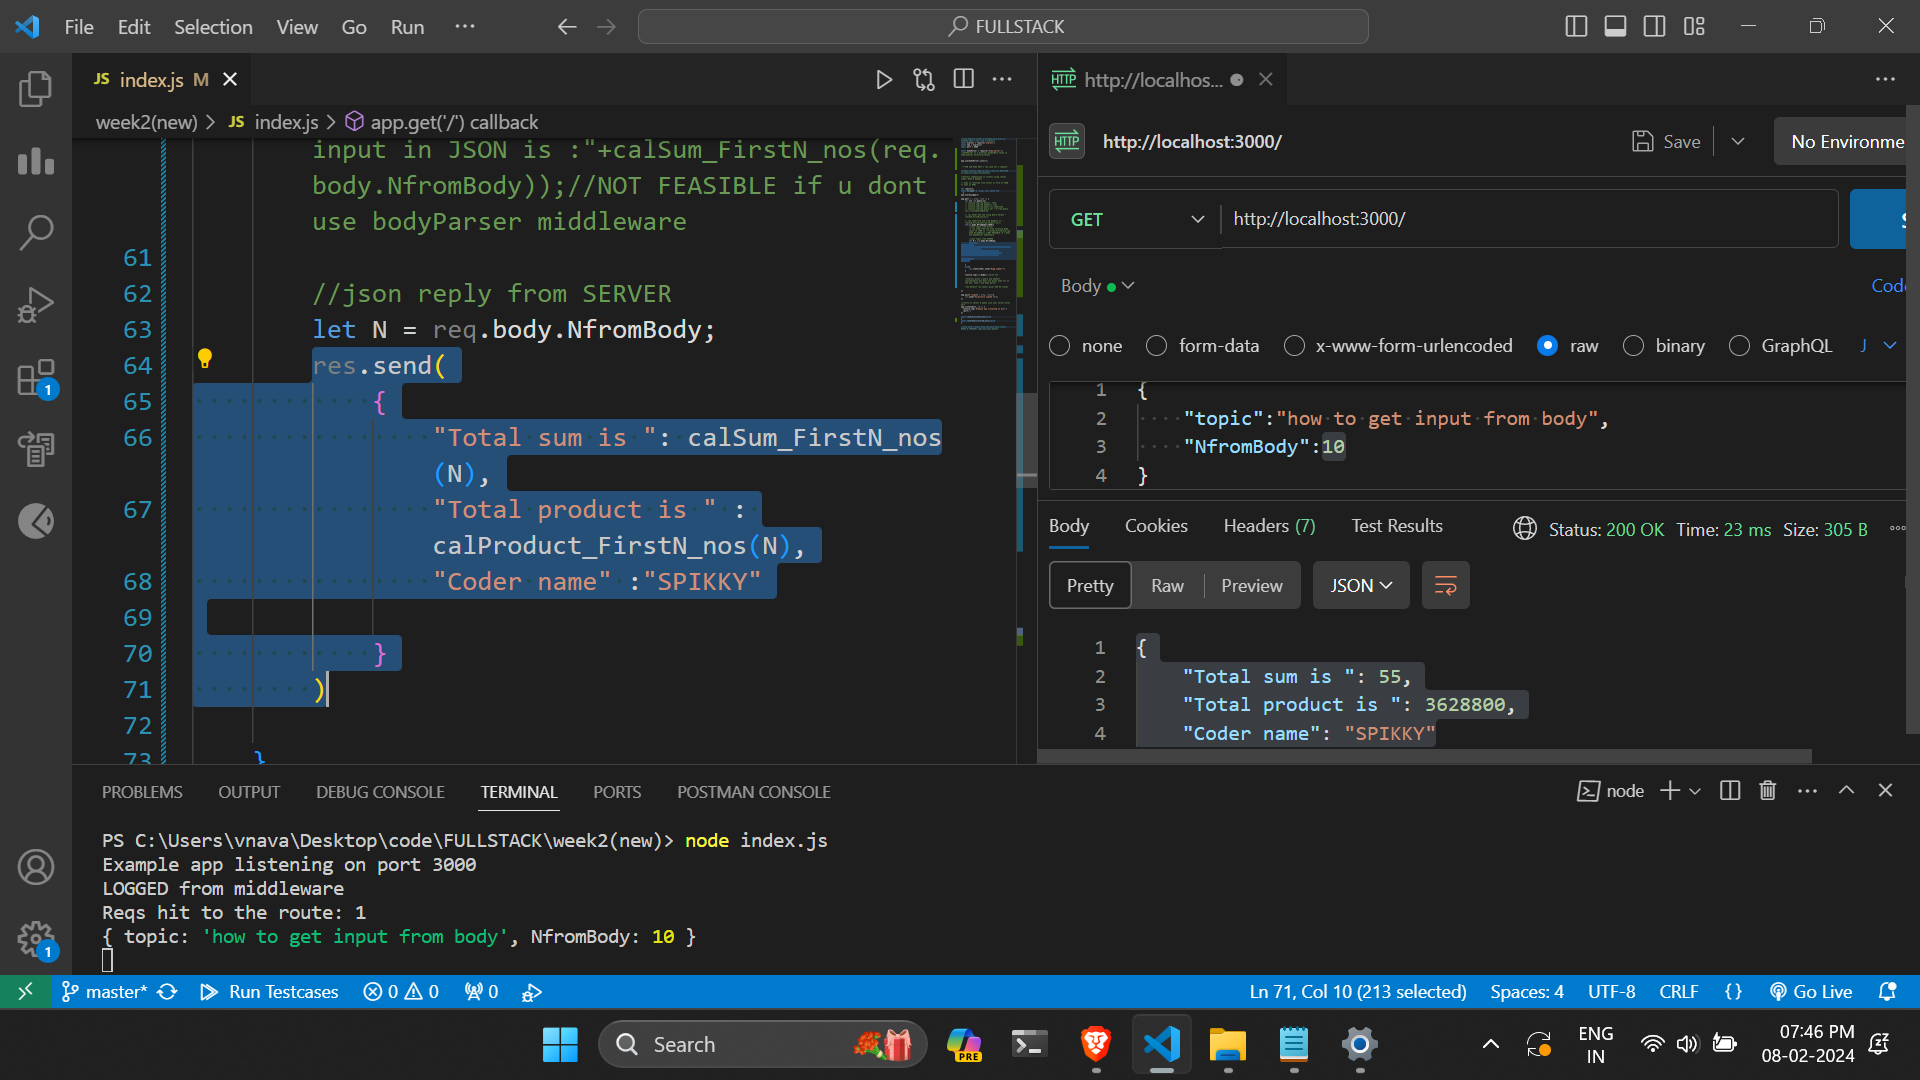 File Edit Selection View Go Run ···
FULLSTACK
JS index.js M
week2(new) > JS index.js > app.get('/') callback
input in JSON is :"+calSum_FirstN_nos(req.
body.NfromBody));//NOT FEASIBLE if u dont
use bodyParser middleware
61
62 //json reply from SERVER
63 let N = req.body.NfromBody;
64 res.send(
65 {
66 "Total sum is ": calSum_FirstN_nos
(N),
67 "Total product is " :
calProduct_FirstN_nos(N),
68 "Coder name" :"SPIKKY"
69
70 }
71 )
72
73 }
HTTP http://localhos...
HTTP http://localhost:3000/ Save No Environme
GET http://localhost:3000/ S
Body Code
none form-data x-www-form-urlencoded raw binary GraphQL J
1 {
2 "topic":"how to get input from body",
3 "NfromBody":10
4 }
Body Cookies Headers (7) Test Results Status: 200 OK Time: 23 ms Size: 305 B
Pretty Raw Preview JSON
1 {
2 "Total sum is ": 55,
3 "Total product is ": 3628800,
4 "Coder name": "SPIKKY"
PROBLEMS OUTPUT DEBUG CONSOLE TERMINAL PORTS POSTMAN CONSOLE node
PS C:\Users\vnava\Desktop\code\FULLSTACK\week2(new)> node index.js
Example app listening on port 3000
LOGGED from middleware
Reqs hit to the route: 1
{ topic: 'how to get input from body', NfromBody: 10 }
1
1
master* Run Testcases 0 0 0 Ln 71, Col 10 (213 selected) Spaces: 4 UTF-8 CRLF {} Go Live
Search PRE ENG
IN
07:46 PM
08-02-2024